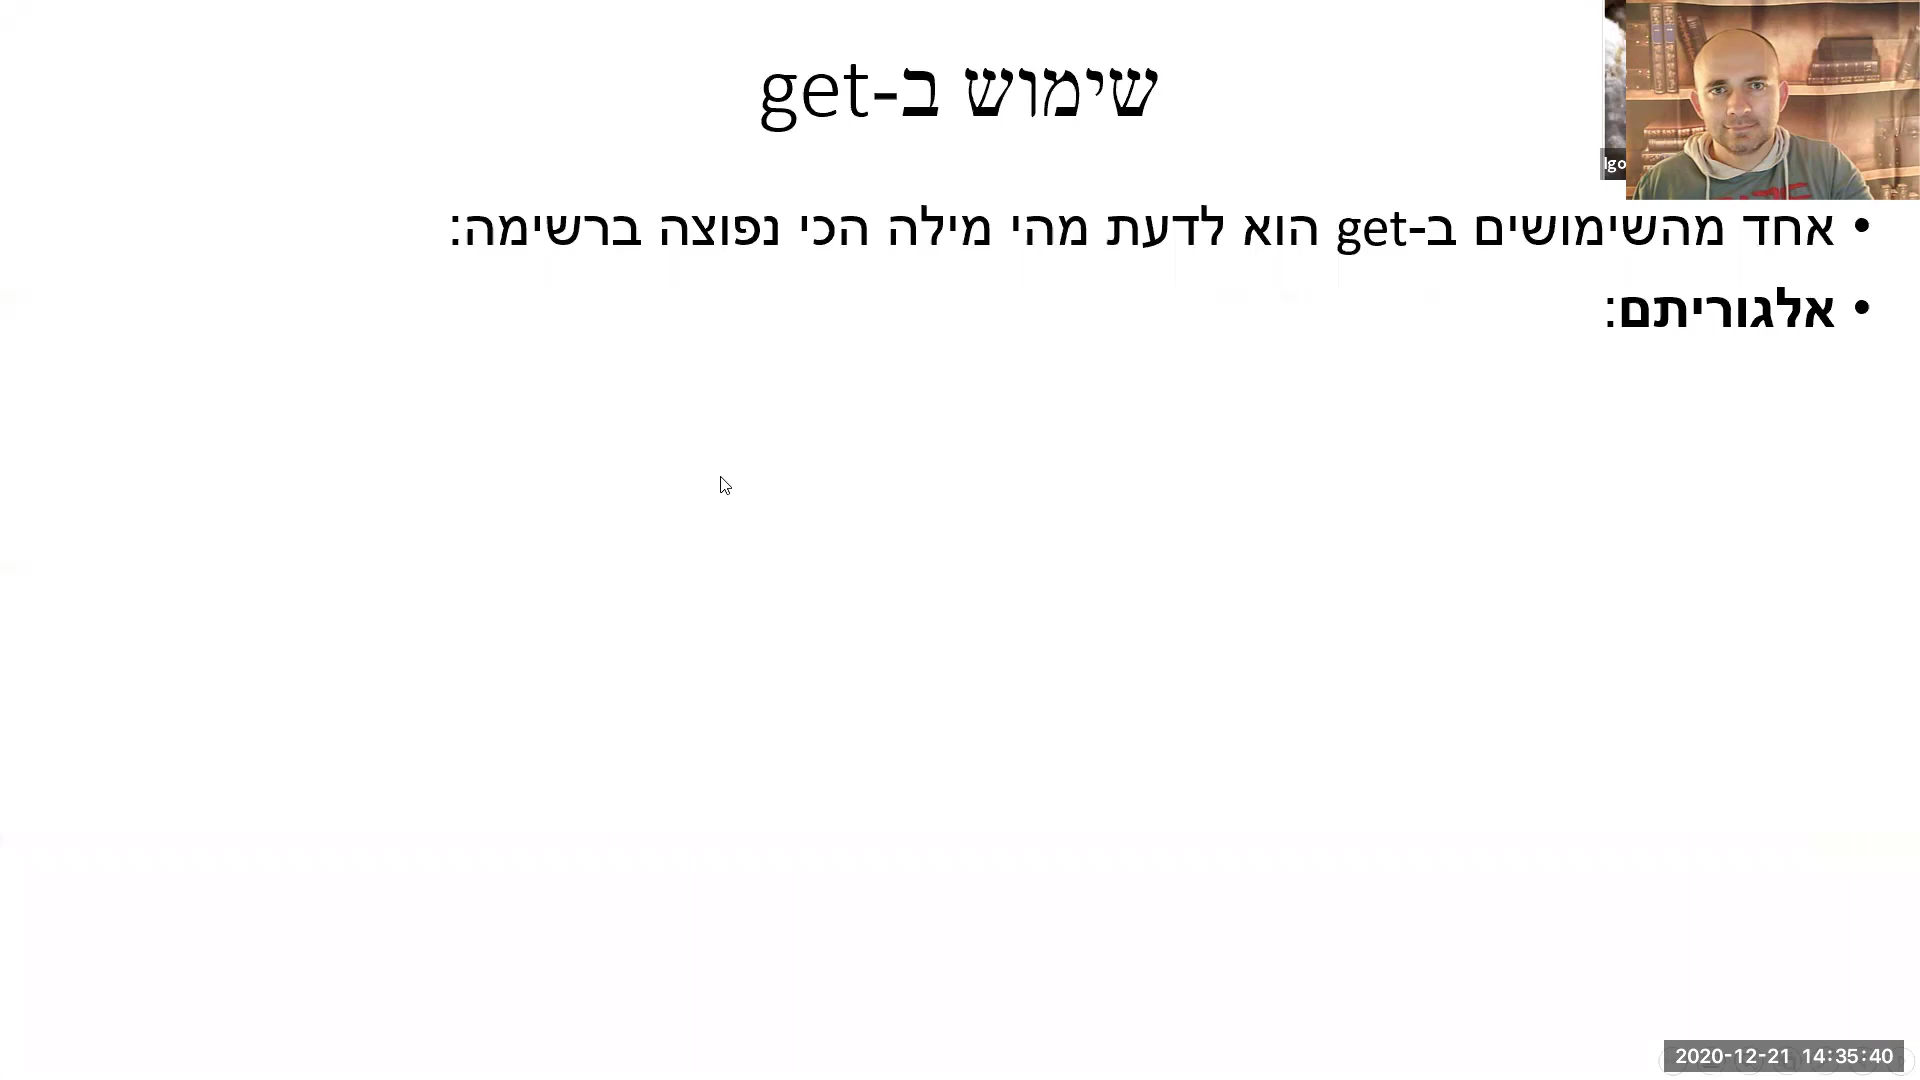 שימוש ב-get
Igo
• אחד מהשימושים ב-get הוא לדעת מהי מילה הכי נפוצה ברשימה:
• אלגוריתם:
2020-12-21 14:35:40